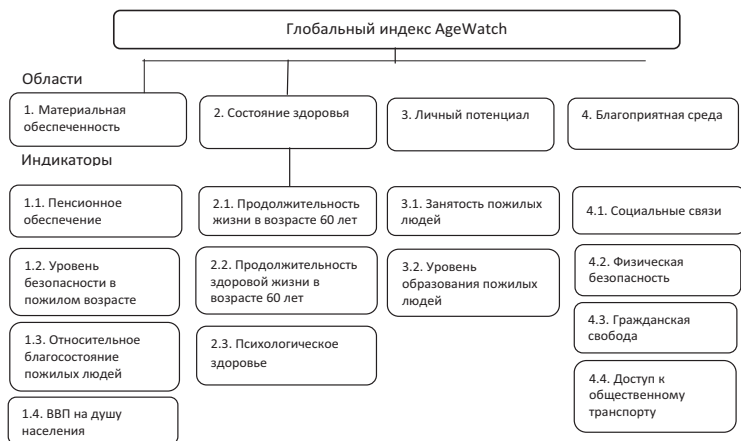 Глобальный индекс AgeWatch
Области
1. Материальная
обеспеченность
2. Состояние здоровья
3. Личный потенциал
4. Благоприятная среда
Индикаторы
1.1. Пенсионное
обеспечение
1.2. Уровень
безопасности в
пожилом возрасте
1.3. Относительное
благосостояние
пожилых людей
1.4. ВВП на душу
населения
2.1. Продолжительность
жизни в возрасте 60 лет
2.2. Продолжительность
здоровой жизни в
возрасте 60 лет
2.3. Психологическое
здоровье
3.1. Занятость пожилых
людей
3.2. Уровень
образования пожилых
людей
4.1. Социальные связи
4.2. Физическая
безопасность
4.3. Гражданская
свобода
4.4. Доступ к
общественному
транспорту